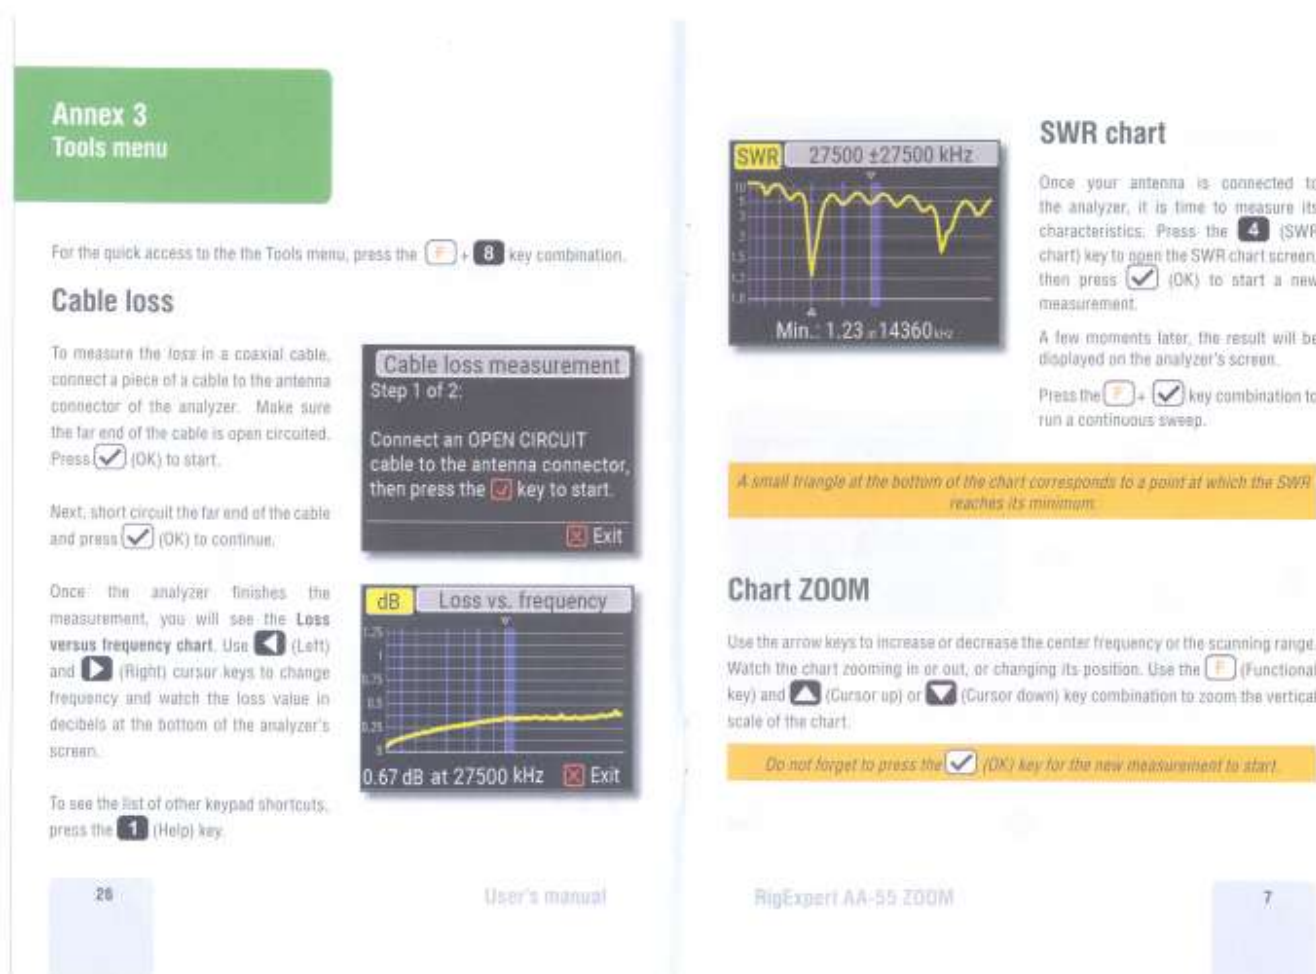 Annex 3
Tools menu
For the quick access to the the Tools menu, press the F + 8 key combination.
Cable loss
To measure the loss in a coaxial cable,
connect a piece of a cable to the antenna
connector of the analyzer. Make sure
the far end of the cable is open circuited.
Press (OK) to start.
Next, short circuit the far end of the cable
and press (OK) to continue.
Once the analyzer finishes the
measurement, you will see the Loss
versus frequency chart. Use (Left)
and (Right) cursor keys to change
frequency and watch the loss value in
decibels at the bottom of the analyzer's
screen.
To see the list of other keypad shortcuts,
press the 1 (Help) key.
Cable loss measurement
Step 1 of 2:
Connect an OPEN CIRCUIT
cable to the antenna connector,
then press the key to start.
Exit
dB Loss vs. frequency
1.25
1
0.75
0.5
0.25
0.67 dB at 27500 kHz Exit
User's manual
SWR 27500 ±27500 kHz
Min.: 1.23 14360 kHz
SWR chart
Once your antenna is connected to
the analyzer, it is time to measure its
characteristics. Press the 4 (SWR
chart) key to open the SWR chart screen,
then press (OK) to start a new
measurement.
A few moments later, the result will be
displayed on the analyzer's screen.
Press the F + key combination to
run a continuous sweep.
A small triangle at the bottom of the chart corresponds to a point at which the SWR
reaches its minimum.
Chart ZOOM
Use the arrow keys to increase or decrease the center frequency or the scanning range.
Watch the chart zooming in or out, or changing its position. Use the F (Functional
key) and (Cursor up) or (Cursor down) key combination to zoom the vertical
scale of the chart.
Do not forget to press the (OK) key for the new measurement to start.
RigExpert AA-55 ZOOM
7